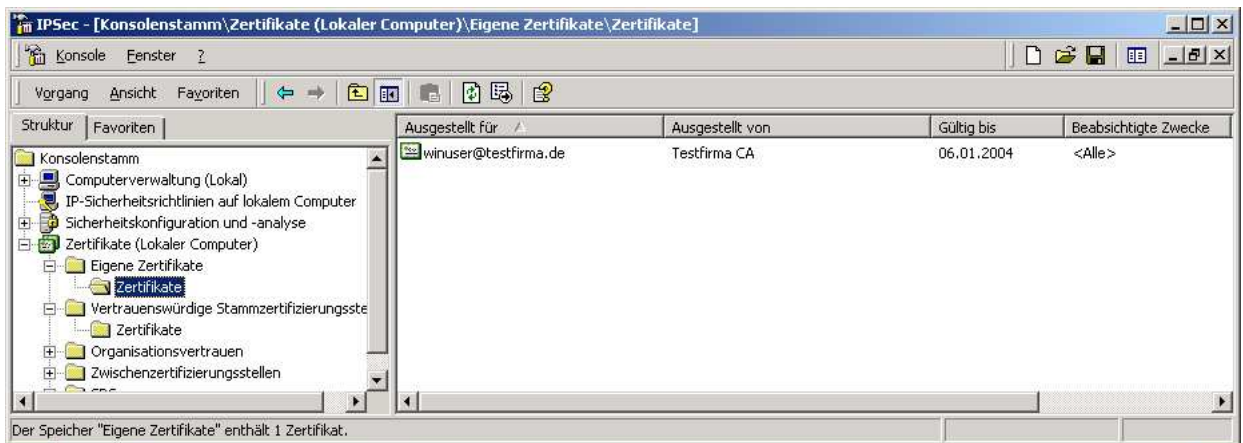 IPSec - [Konsolenstamm\Zertifikate (Lokaler Computer)\Eigene Zertifikate\Zertifikate]
Konsole Fenster ?
Vorgang Ansicht Favoriten
Struktur Favoriten
Konsolenstamm
Computerverwaltung (Lokal)
IP-Sicherheitsrichtlinien auf lokalem Computer
Sicherheitskonfiguration und -analyse
Zertifikate (Lokaler Computer)
Eigene Zertifikate
Zertifikate
Vertrauenswürdige Stammzertifizierungsste
Zertifikate
Organisationsvertrauen
Zwischenzertifizierungsstellen
Ausgestellt für Ausgestellt von Gültig bis Beabsichtigte Zwecke
winuser@testfirma.de Testfirma CA 06.01.2004 <Alle>
Der Speicher "Eigene Zertifikate" enthält 1 Zertifikat.